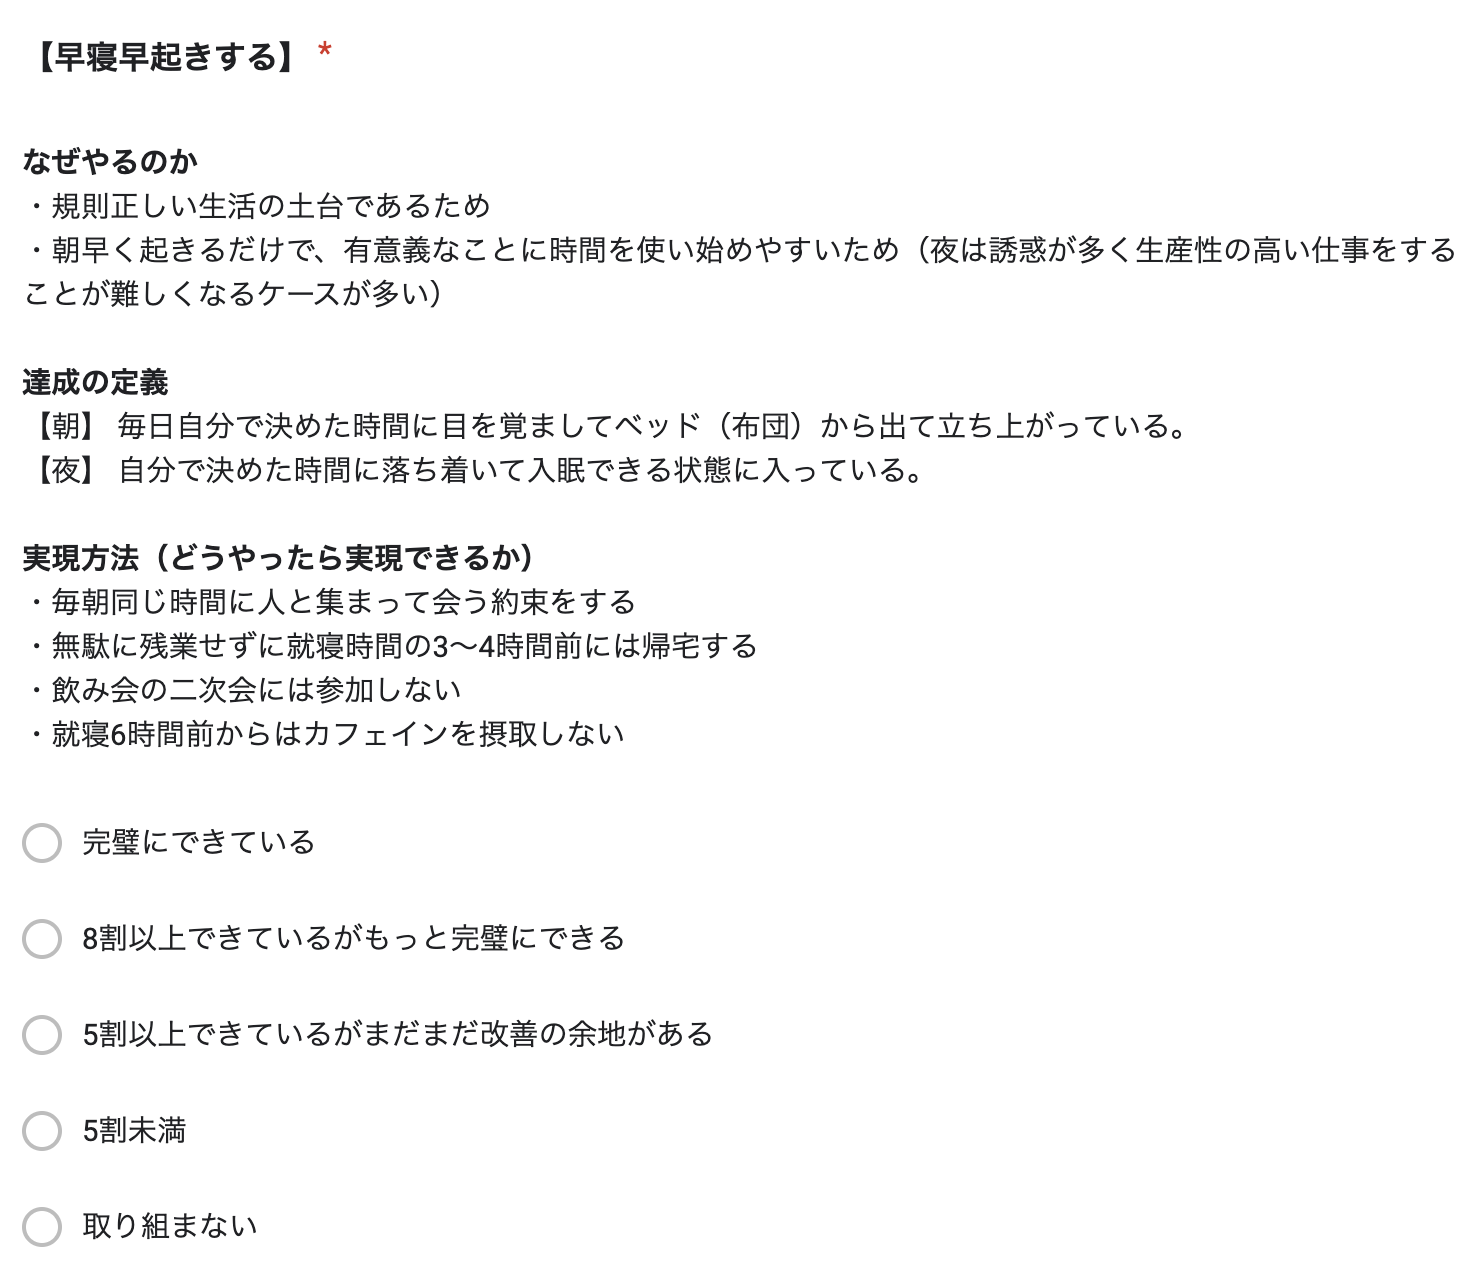 【早寝早起きする】 *
なぜやるのか
・規則正しい生活の土台であるため
・朝早く起きるだけで、有意義なことに時間を使い始めやすいため（夜は誘惑が多く生産性の高い仕事をする
ことが難しくなるケースが多い）
達成の定義
【朝】 毎日自分で決めた時間に目を覚ましてベッド（布団）から出て立ち上がっている。
【夜】 自分で決めた時間に落ち着いて入眠できる状態に入っている。
実現方法（どうやったら実現できるか）
・毎朝同じ時間に人と集まって会う約束をする
・無駄に残業せずに就寝時間の3〜4時間前には帰宅する
・飲み会の二次会には参加しない
・就寝6時間前からはカフェインを摂取しない
完璧にできている
8割以上できているがもっと完璧にできる
5割以上できているがまだまだ改善の余地がある
5割未満
取り組まない